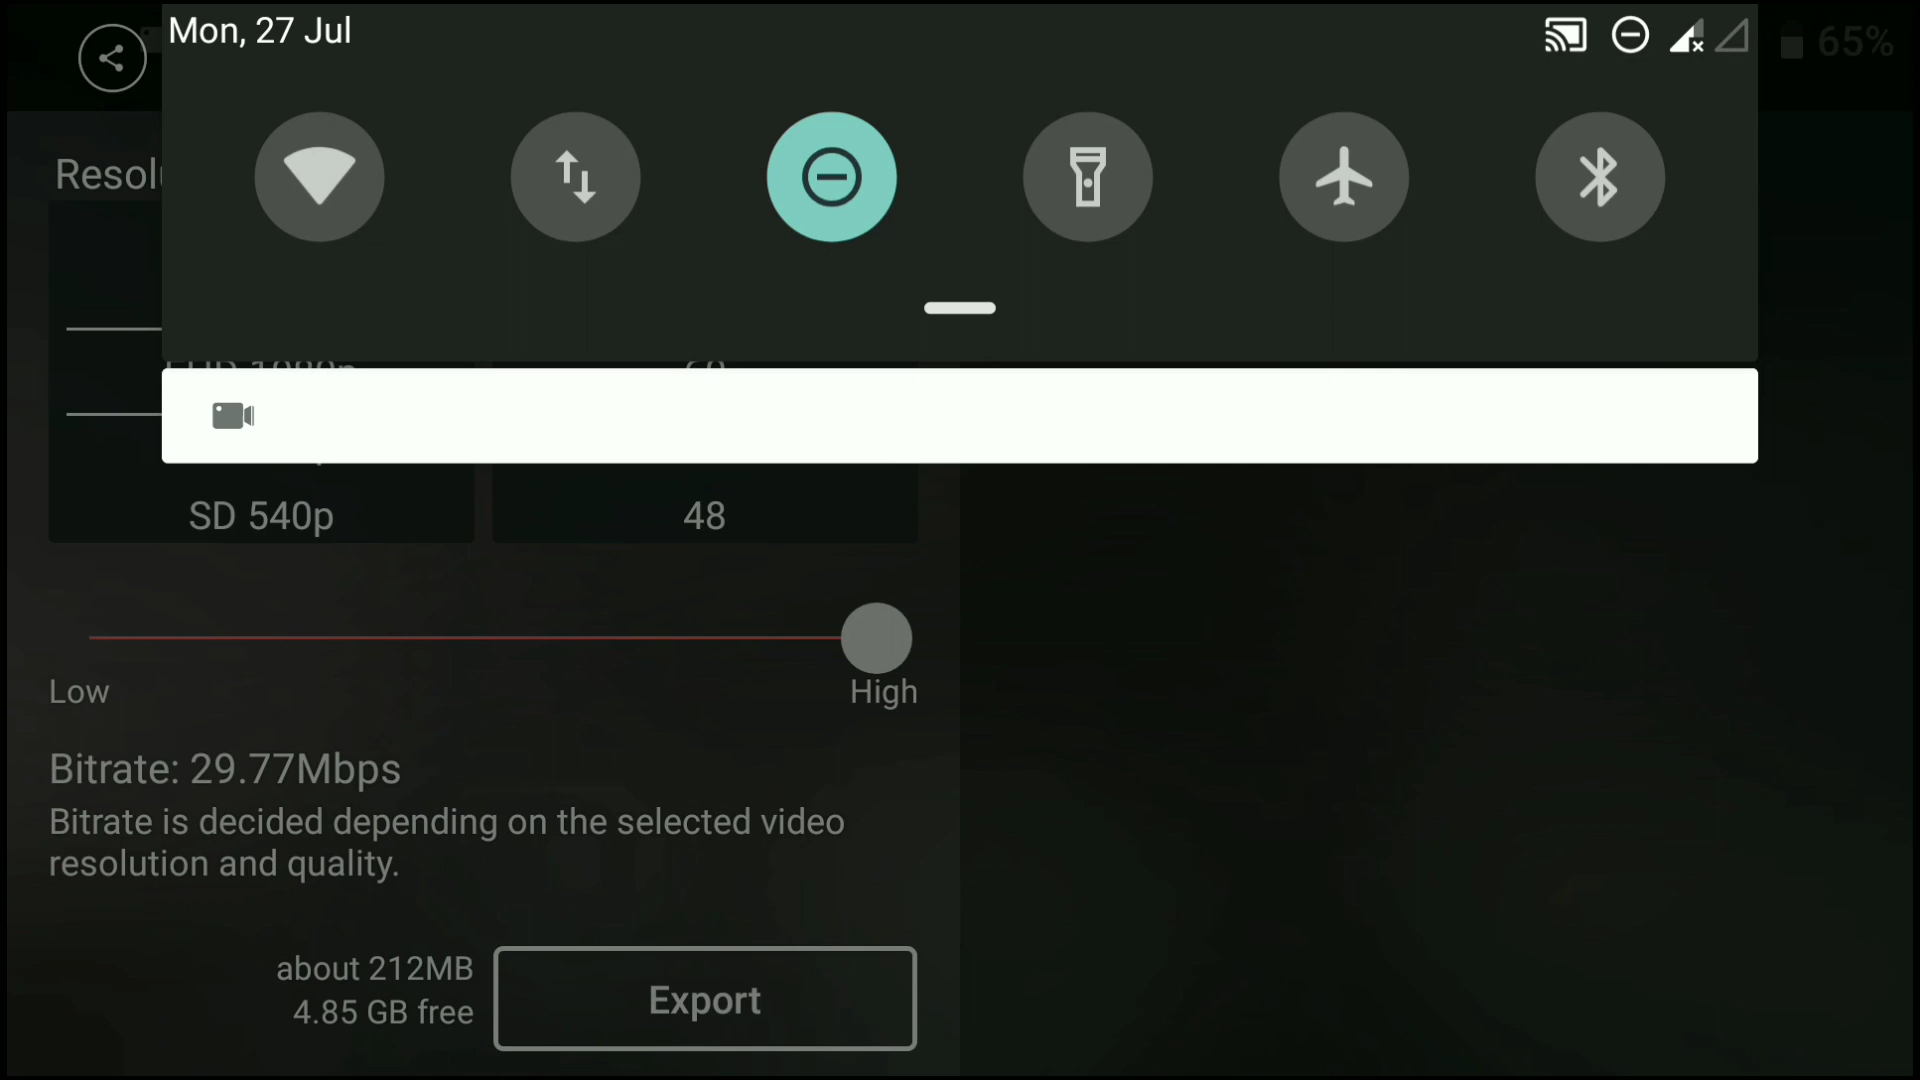 Mon, 27 Jul
65%
SD 540p
48
Low
High
Bitrate: 29.77Mbps
Bitrate is decided depending on the selected video
resolution and quality.
about 212MB
4.85 GB free
Export